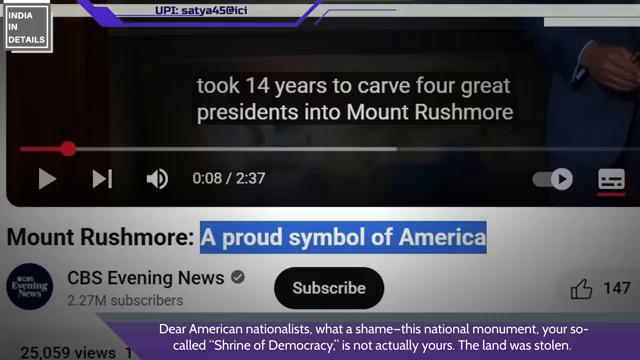 INDIA
IN
DETAILS
UPI: satya45@ici
took 14 years to carve four great
presidents into Mount Rushmore
0:08 / 2:37
Mount Rushmore: A proud symbol of America
CBS Evening News
2.27M subscribers
CBS
Evening
News
Subscribe
147
Dear American nationalists, what a shame—this national monument, your so-
called "Shrine of Democracy," is not actually yours. The land was stolen.
25,059 views 1